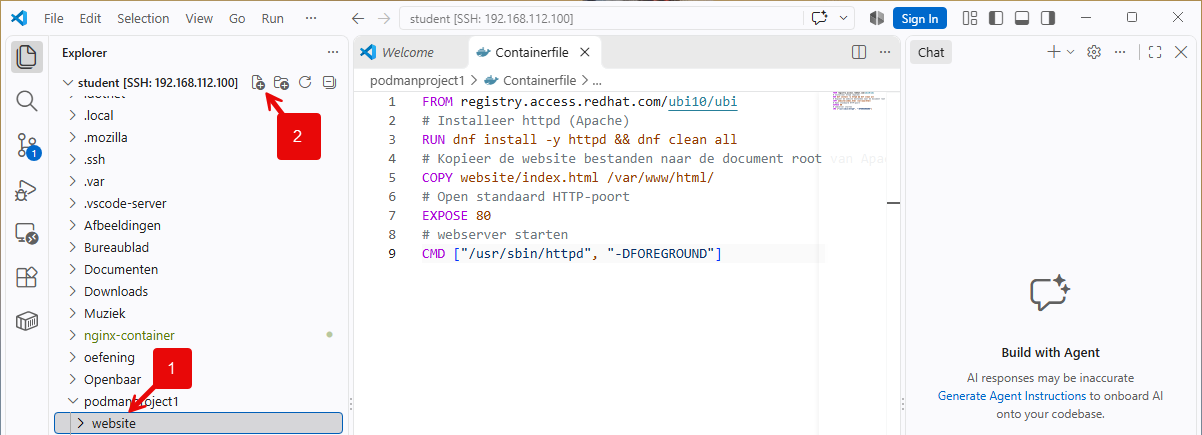 File Edit Selection View Go Run ···
student [SSH: 192.168.112.100]
Sign In
Explorer
student [SSH: 192.168.112.100]
.local
.mozilla
.ssh
.var
.vscode-server
Afbeeldingen
Bureaublad
Documenten
Downloads
Muziek
nginx-container
oefening
Openbaar
podmanproject1
website
1
2
1
Welcome
Containerfile
podmanproject1 > Containerfile > ...
1 FROM registry.access.redhat.com/ubi10/ubi
2 # Installeer httpd (Apache)
3 RUN dnf install -y httpd && dnf clean all
4 # Kopieer de website bestanden naar de document root van Apa
5 COPY website/index.html /var/www/html/
6 # Open standaard HTTP-poort
7 EXPOSE 80
8 # webserver starten
9 CMD ["/usr/sbin/httpd", "-DFOREGROUND"]
Chat
Build with Agent
AI responses may be inaccurate
Generate Agent Instructions to onboard AI
onto your codebase.